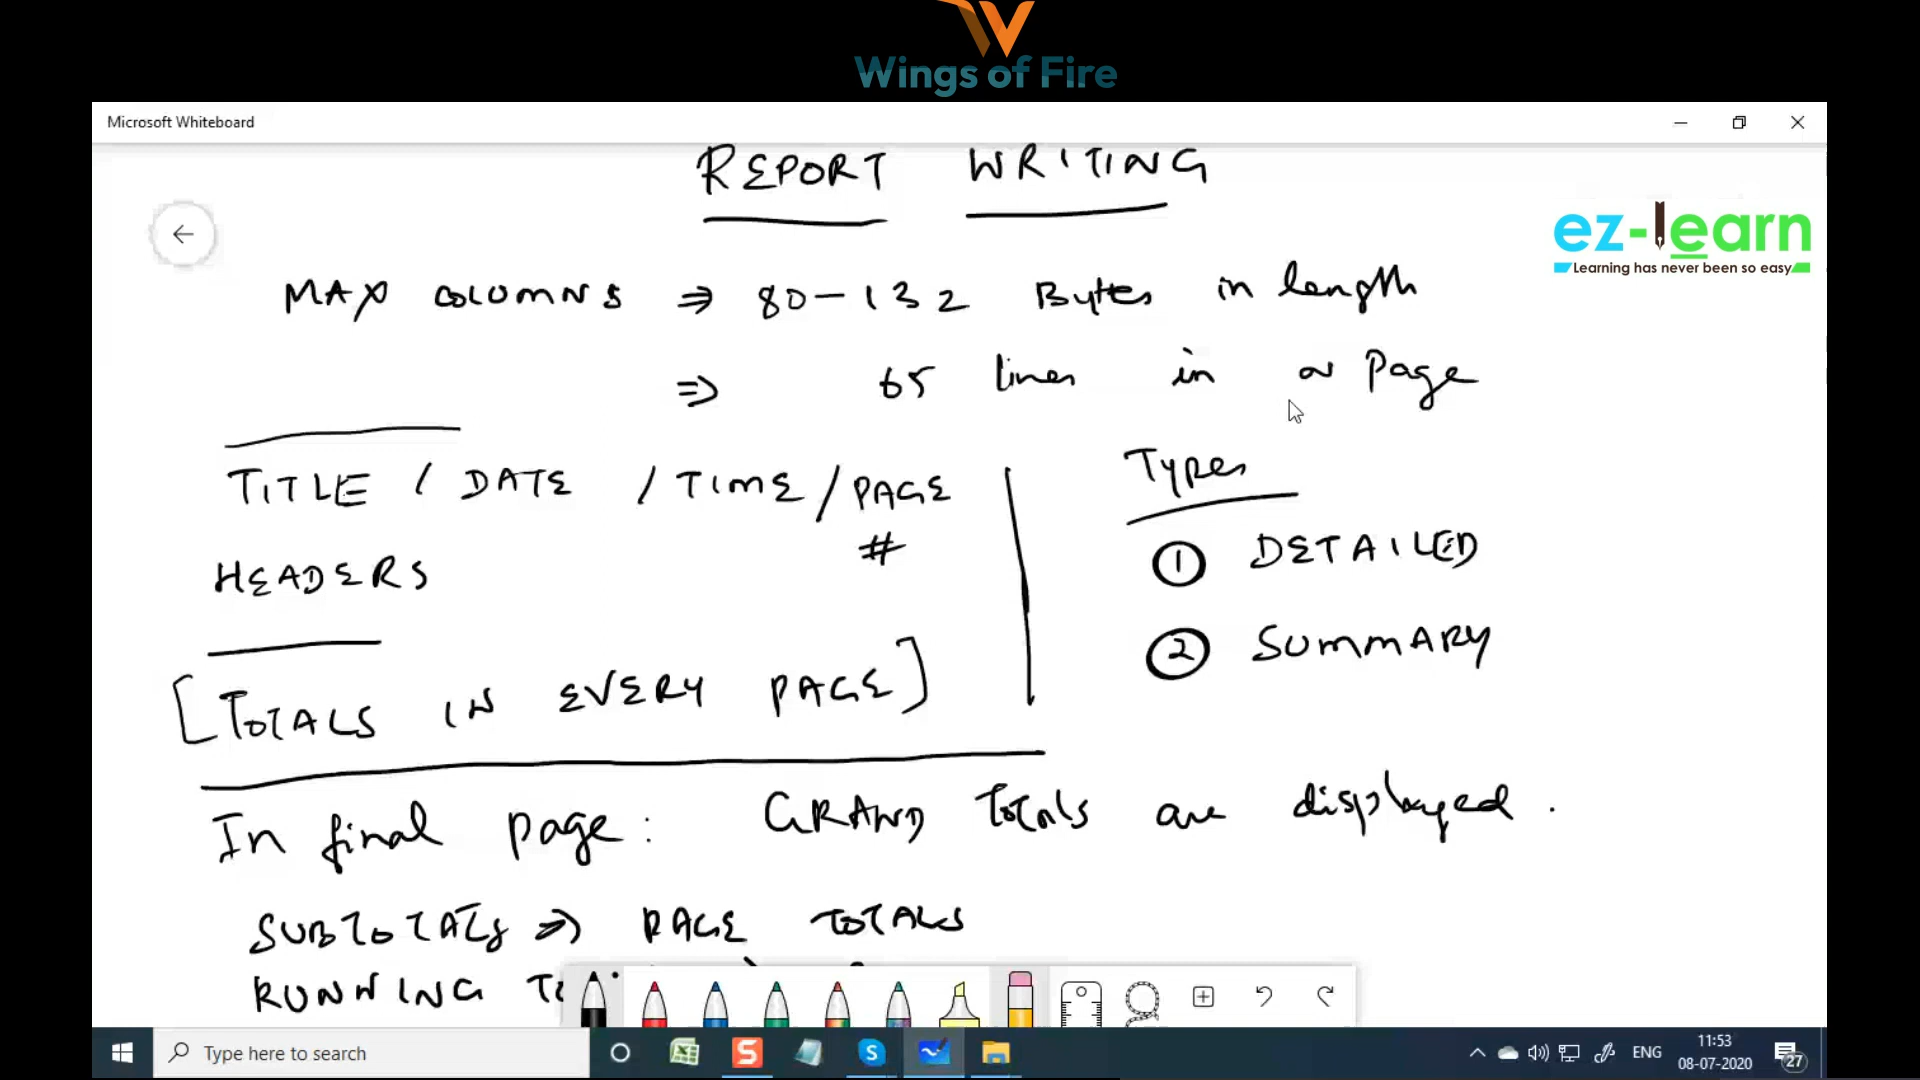 Wings of Fire
Microsoft Whiteboard
REPORT WRITING
ez-learn
Learning has never been so easy
MAX COLUMNS ⇒ 80-132 Bytes in length
⇒ 65 lines in a Page
TITLE / DATE / TIME / PAGE
#
HEADERS
[TOTALS IN EVERY PAGE]
Types
① DETAILED
② SUMMARY
In final page: GRAND Totals are displayed.
SUBTOTALS ⇒ PAGE TOTALS
RUNNING
Type here to search
ENG
11:53
08-07-2020
27